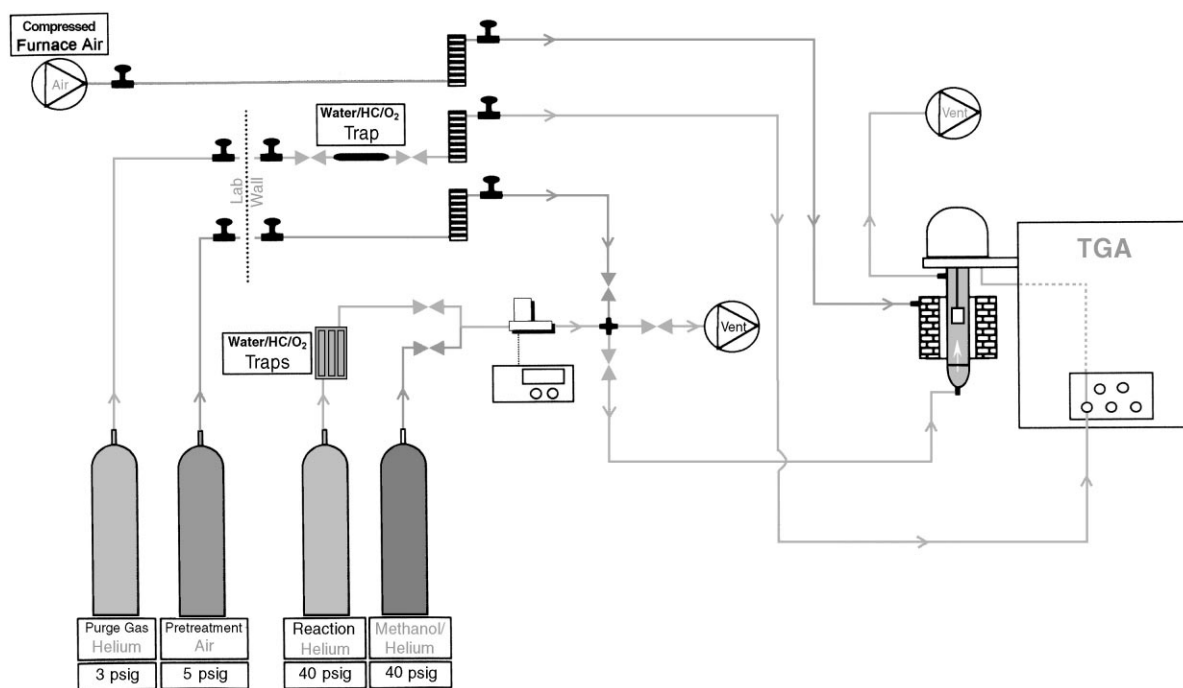 Compressed
Furnace Air
Air
Water/HC/O₂
Trap
Vent
Lab
Wall
TGA
Water/HC/O₂
Traps
Vent
Purge Gas
Helium
3 psig
Pretreatment
Air
5 psig
Reaction
Helium
40 psig
Methanol/
Helium
40 psig